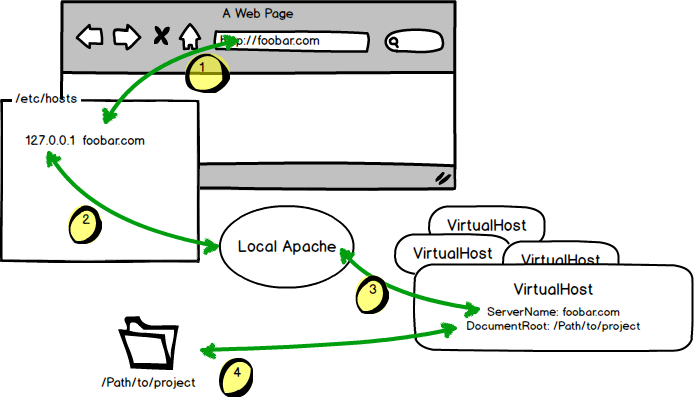 A Web Page
http://foobar.com
1
/etc/hosts
127.0.0.1 foobar.com
2
Local Apache
VirtualHost
VirtualHost
VirtualHost
VirtualHost
ServerName: foobar.com
DocumentRoot: /Path/to/project
3
/Path/to/project
4